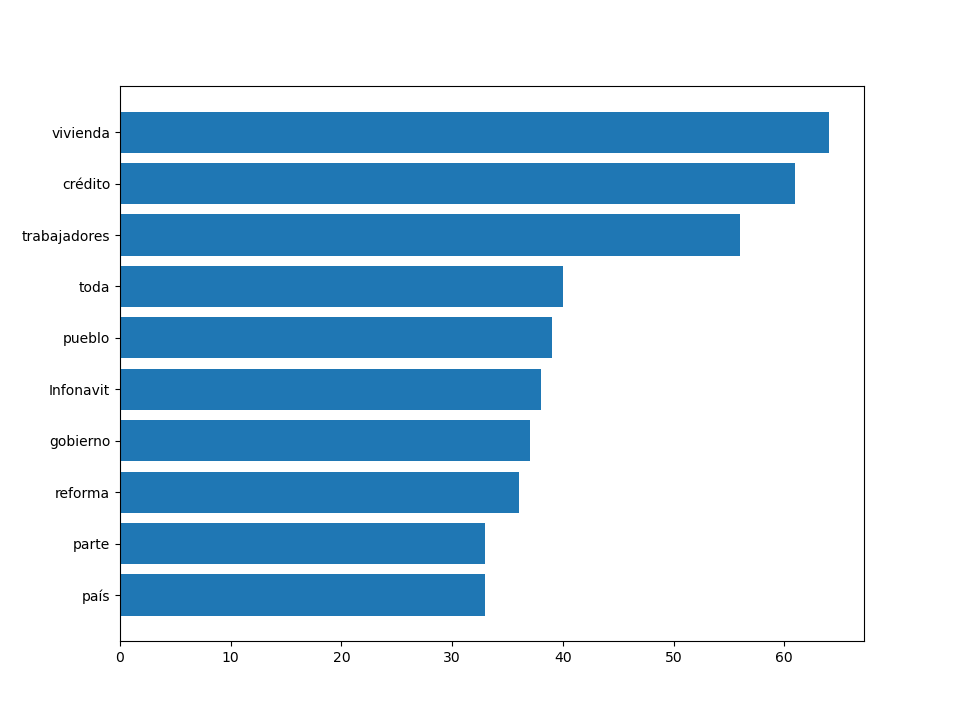 vivienda
crédito
trabajadores
toda
pueblo
Infonavit
gobierno
reforma
parte
país
0 10 20 30 40 50 60